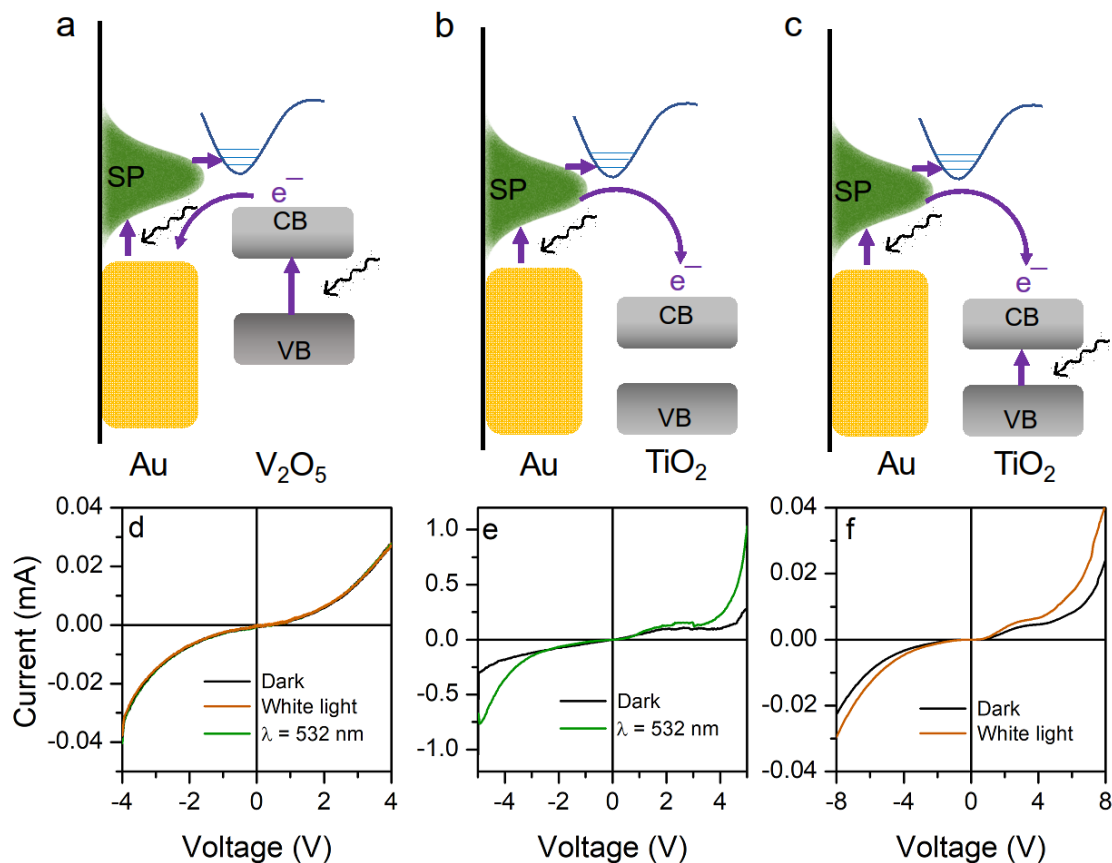 a
b
c
SP
SP
SP
e–
CB
VB
e–
CB
VB
e–
CB
VB
Au
V2O5
Au
TiO2
Au
TiO2
Current (mA)
d
0.04
0.02
0.00
-0.02
-0.04
Dark
White light
λ = 532 nm
-4 -2 0 2 4
Voltage (V)
e
1.0
0.5
0.0
-0.5
-1.0
Dark
λ = 532 nm
-4 -2 0 2 4
Voltage (V)
f
0.04
0.02
0.00
-0.02
-0.04
Dark
White light
-8 -4 0 4 8
Voltage (V)